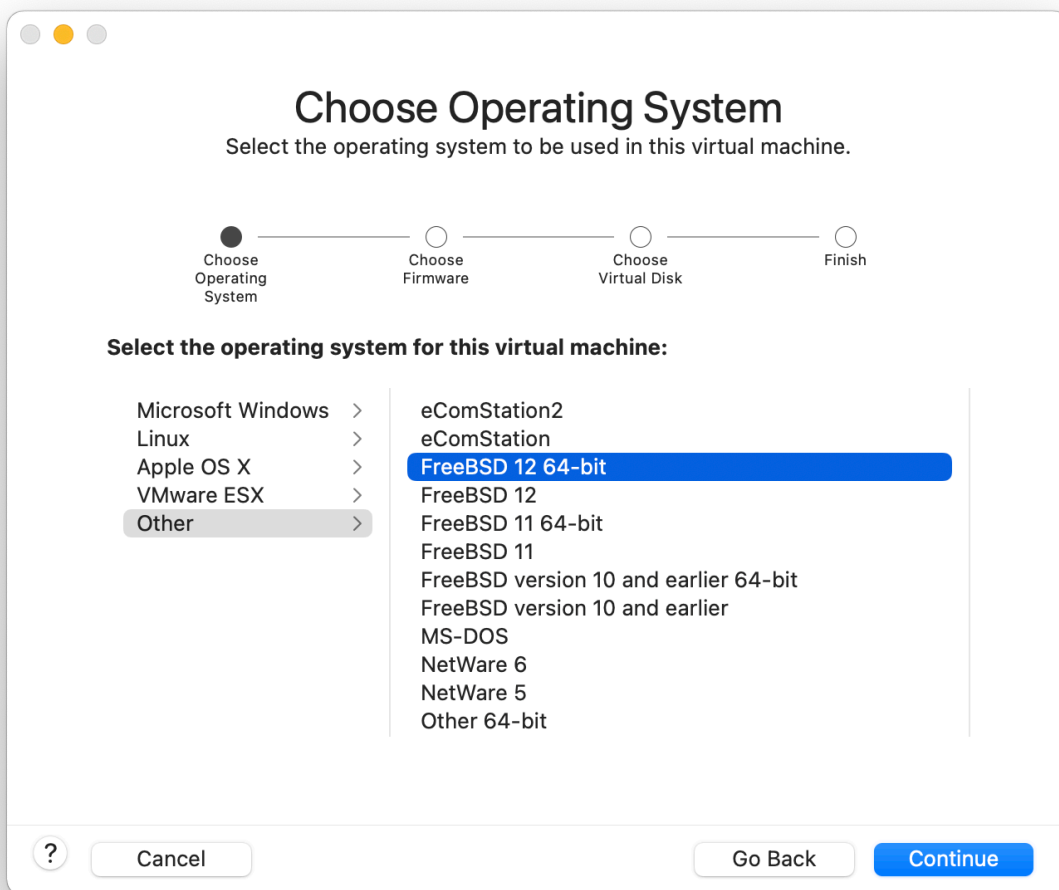 Choose Operating System
Select the operating system to be used in this virtual machine.
Choose
Operating
System
Choose
Firmware
Choose
Virtual Disk
Finish
Select the operating system for this virtual machine:
Microsoft Windows
Linux
Apple OS X
VMware ESX
Other
eComStation2
eComStation
FreeBSD 12 64-bit
FreeBSD 12
FreeBSD 11 64-bit
FreeBSD 11
FreeBSD version 10 and earlier 64-bit
FreeBSD version 10 and earlier
MS-DOS
NetWare 6
NetWare 5
Other 64-bit
?
Cancel
Go Back
Continue